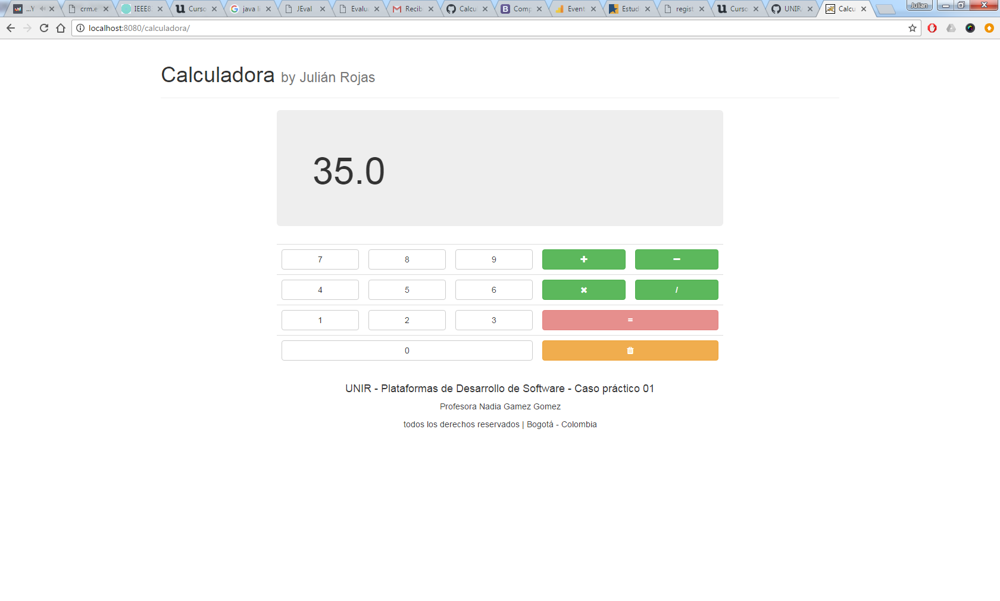 ...Y
crm.e
IEEE8
Curso
java li
JEval
Evalu
Recib
Calcu
Comp
Event
Estud
regist
Curso
UNIR
Calcu
Julian
localhost:8080/calculadora/
Calculadora by Julián Rojas
35.0
7 8 9
4 5 6 /
1 2 3 =
0
UNIR - Plataformas de Desarrollo de Software - Caso práctico 01
Profesora Nadia Gamez Gomez
todos los derechos reservados | Bogotá - Colombia